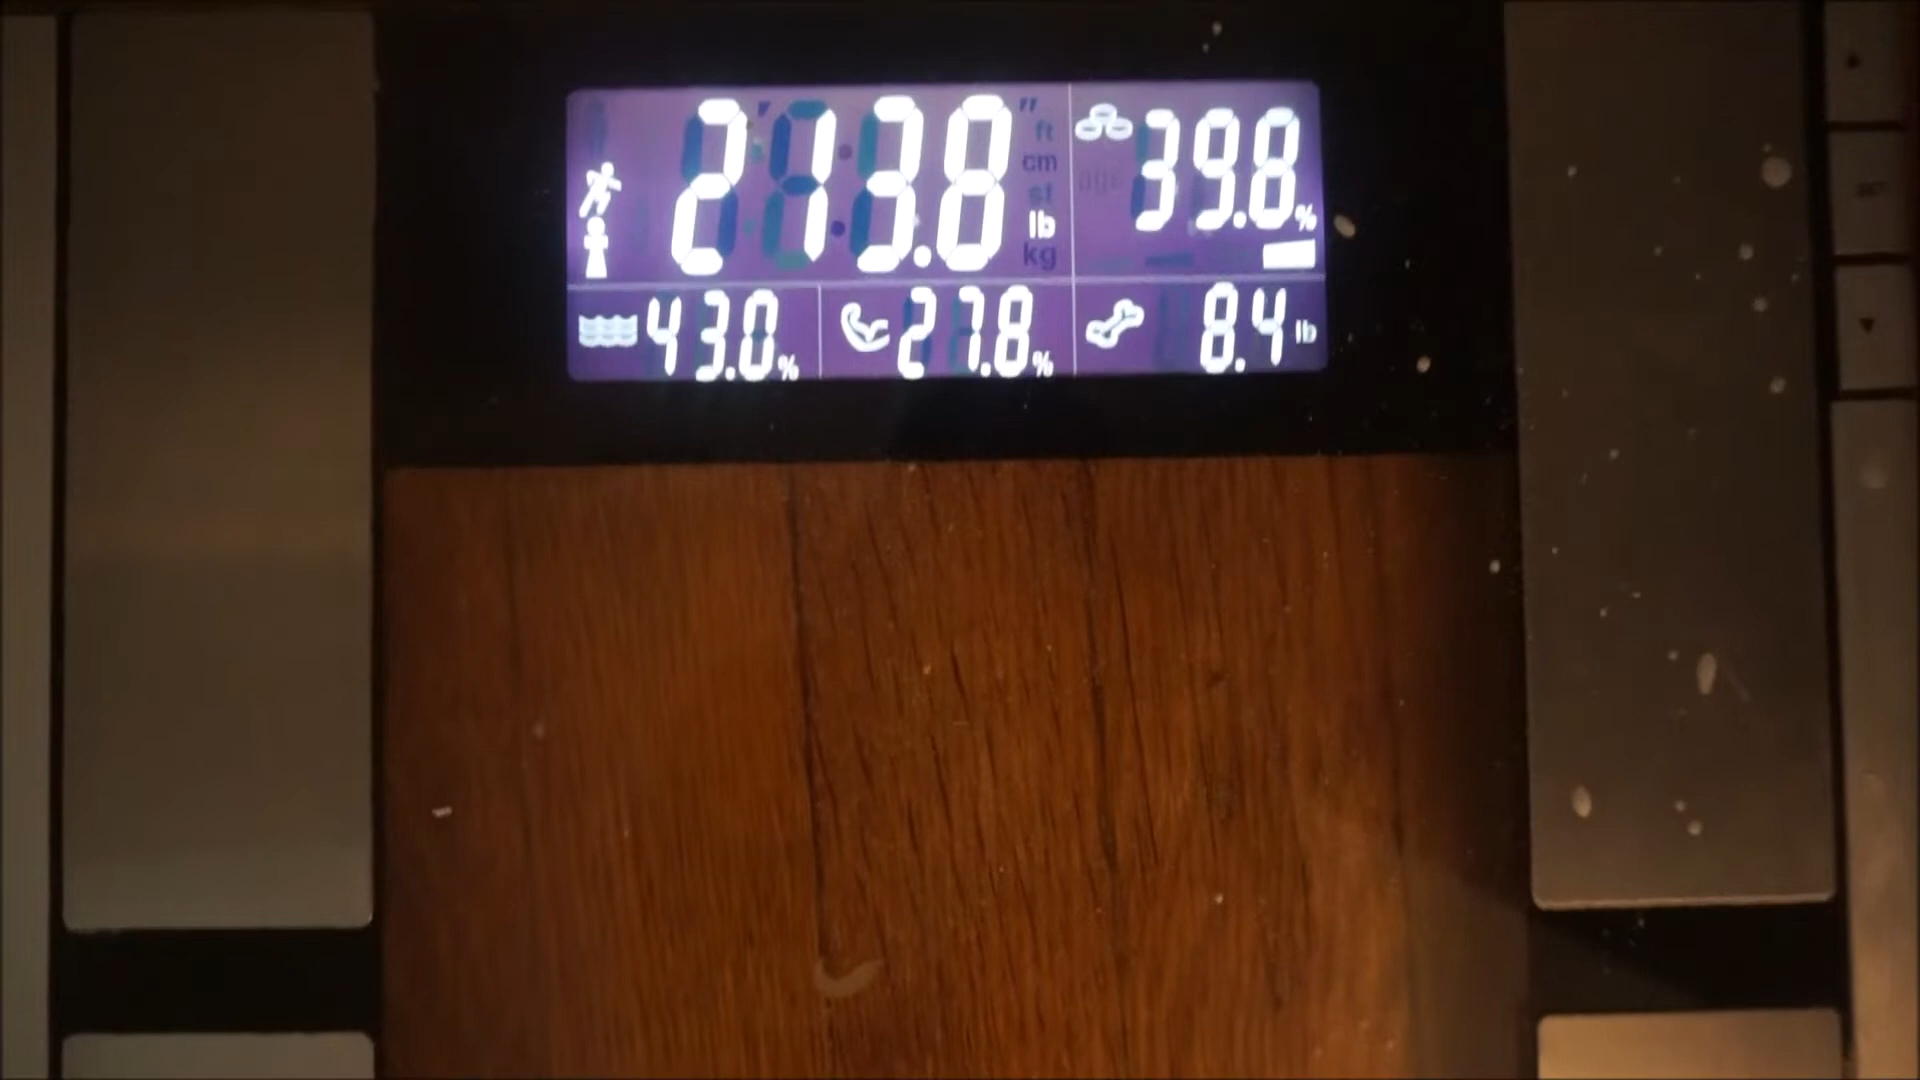 213.8 " ft cm st lb kg
39.8 %
43.0 %
27.8 %
8.4 lb